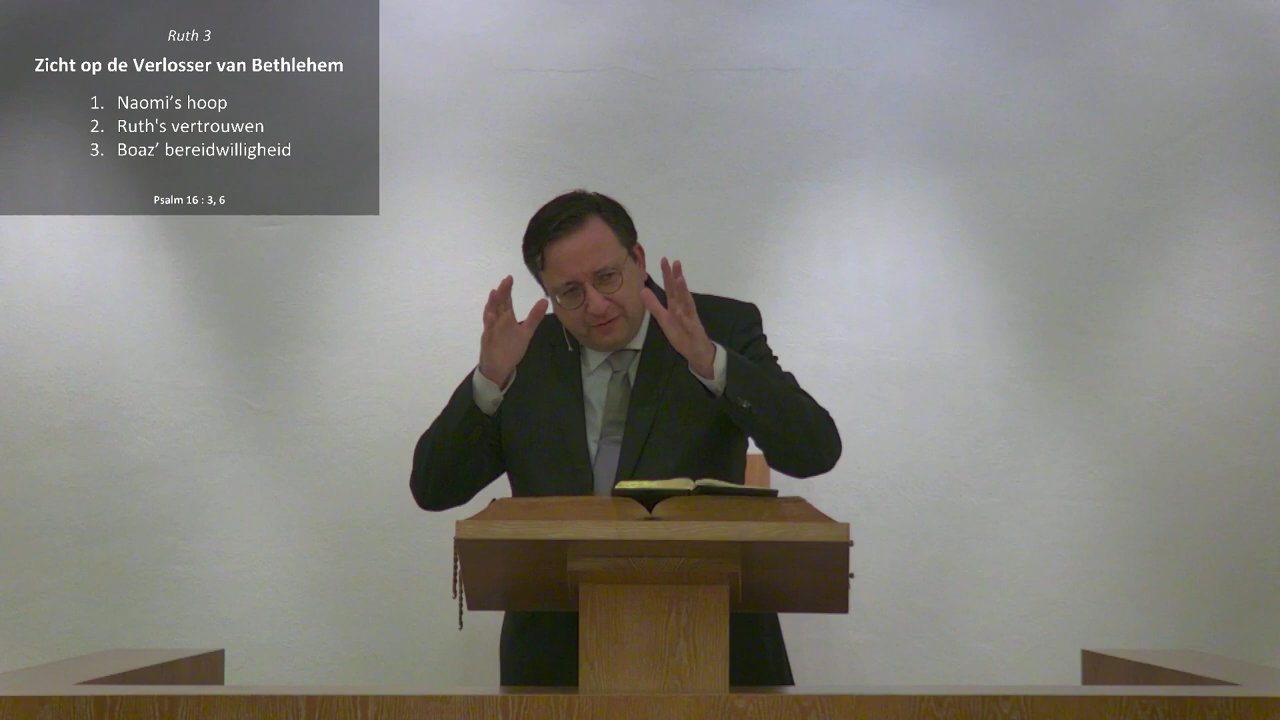 Ruth 3
Zicht op de Verlosser van Bethlehem
1. Naomi’s hoop
2. Ruth's vertrouwen
3. Boaz’ bereidwilligheid
Psalm 16 : 3, 6